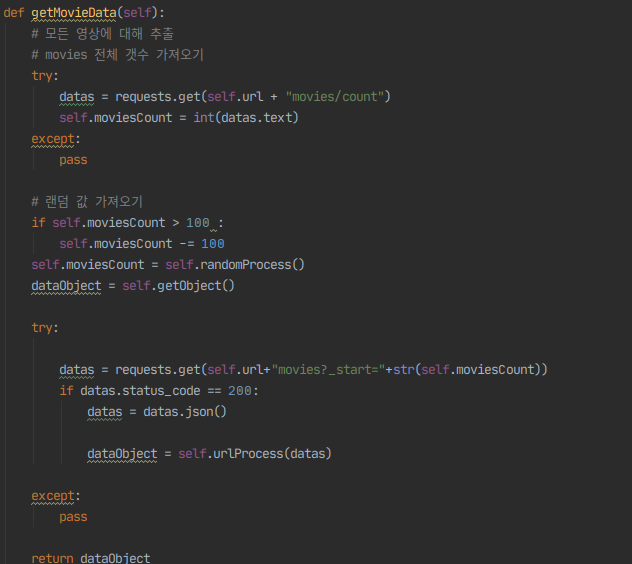 def getMovieData(self):
# 모든 영상에 대해 추출
# movies 전체 갯수 가져오기
try:
datas = requests.get(self.url + "movies/count")
self.moviesCount = int(datas.text)
except:
pass
# 랜덤 값 가져오기
if self.moviesCount > 100 :
self.moviesCount -= 100
self.moviesCount = self.randomProcess()
dataObject = self.getObject()
try:
datas = requests.get(self.url+"movies?_start="+str(self.moviesCount))
if datas.status_code == 200:
datas = datas.json()
dataObject = self.urlProcess(datas)
except:
pass
return dataObject